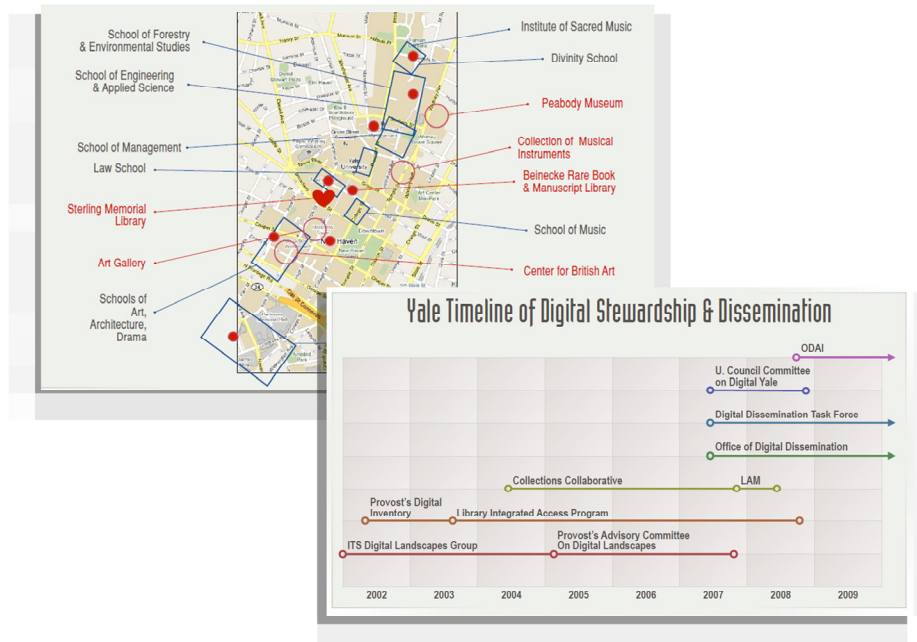 School of Forestry
& Environmental Studies
School of Engineering
& Applied Science
School of Management
Law School
Sterling Memorial
Library
Art Gallery
Schools of
Art,
Architecture,
Drama
Institute of Sacred Music
Divinity School
Peabody Museum
Collection of Musical
Instruments
Beinecke Rare Book
& Manuscript Library
School of Music
Center for British Art
Yale
University
Haven
Yale Timeline of Digital Stewardship & Dissemination
ODAI
U. Council Committee
on Digital Yale
Digital Dissemination Task Force
Office of Digital Dissemination
Collections Collaborative
LAM
Provost's Digital
Inventory
Library Integrated Access Program
ITS Digital Landscapes Group
Provost's Advisory Committee
On Digital Landscapes
2002 2003 2004 2005 2006 2007 2008 2009